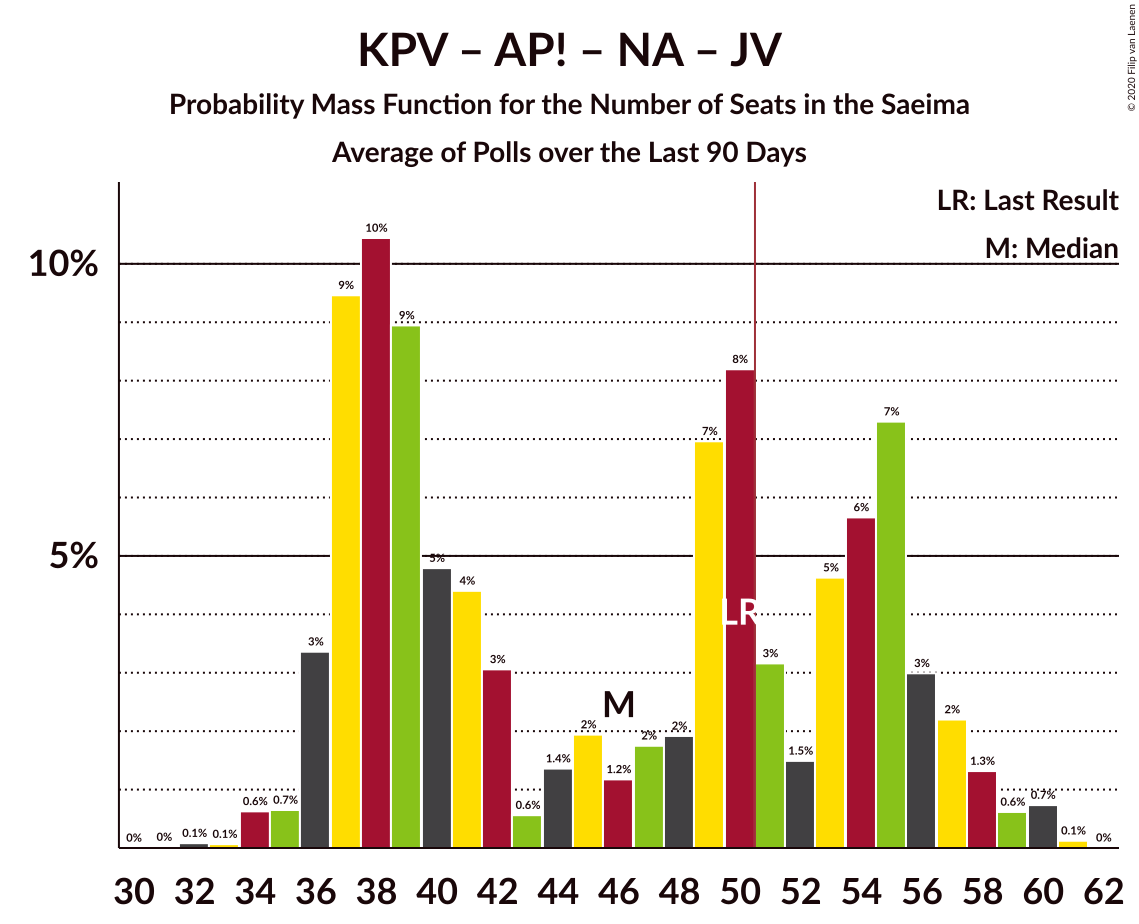 KPV – AP! – NA – JV
Probability Mass Function for the Number of Seats in the Saeima
Average of Polls over the Last 90 Days
© 2020 Filip van Laenen
LR: Last Result
M: Median
10%
5%
0% 0% 0.1% 0.1% 0.6% 0.7% 3% 9% 10% 9% 5% 4% 3% 0.6% 1.4% 2% 1.2% 2% 2% 7% 8% 3% 1.5% 5% 6% 7% 3% 2% 1.3% 0.6% 0.7% 0.1% 0%
LR
M
30 32 34 36 38 40 42 44 46 48 50 52 54 56 58 60 62